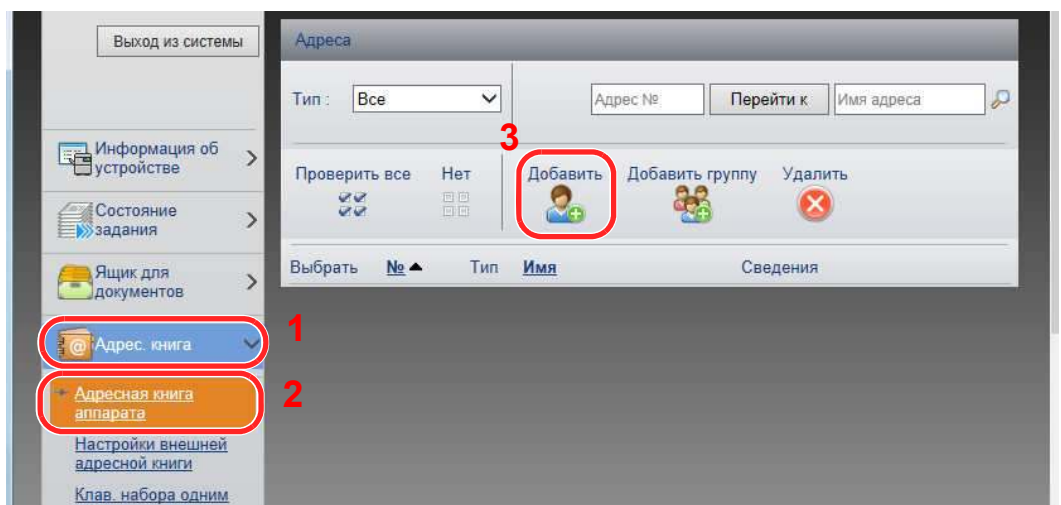 Выход из системы
Информация об
устройстве
Состояние
задания
Ящик для
документов
Адрес. книга
1
Адресная книга
аппарата
2
Настройки внешней
адресной книги
Клав. набора одним
Адреса
Тип : Все Адрес № Перейти к Имя адреса
3
Проверить все Нет Добавить Добавить группу Удалить
Выбрать № Тип Имя Сведения